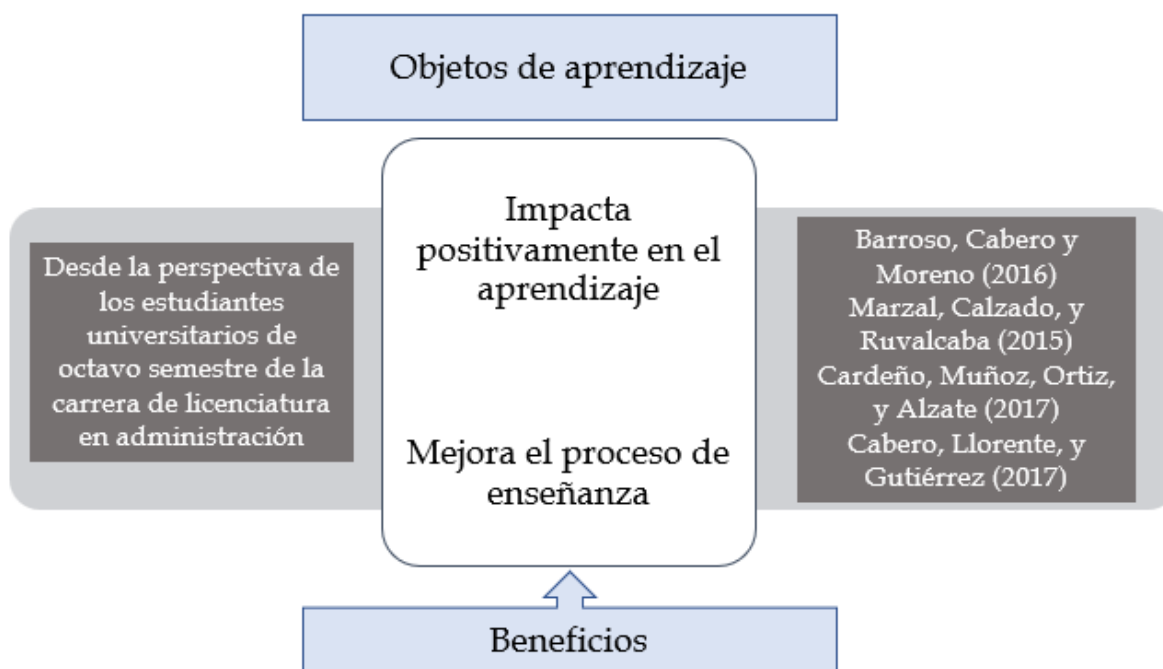 Objetos de aprendizaje
Desde la perspectiva de
los estudiantes
universitarios de
octavo semestre de la
carrera de licenciatura
en administración
Impacta
positivamente en el
aprendizaje
Mejora el proceso de
enseñanza
Barroso, Cabero y
Moreno (2016)
Marzal, Calzado, y
Ruvalcaba (2015)
Cardeño, Muñoz, Ortiz,
y Alzate (2017)
Cabero, Llorente, y
Gutiérrez (2017)
Beneficios